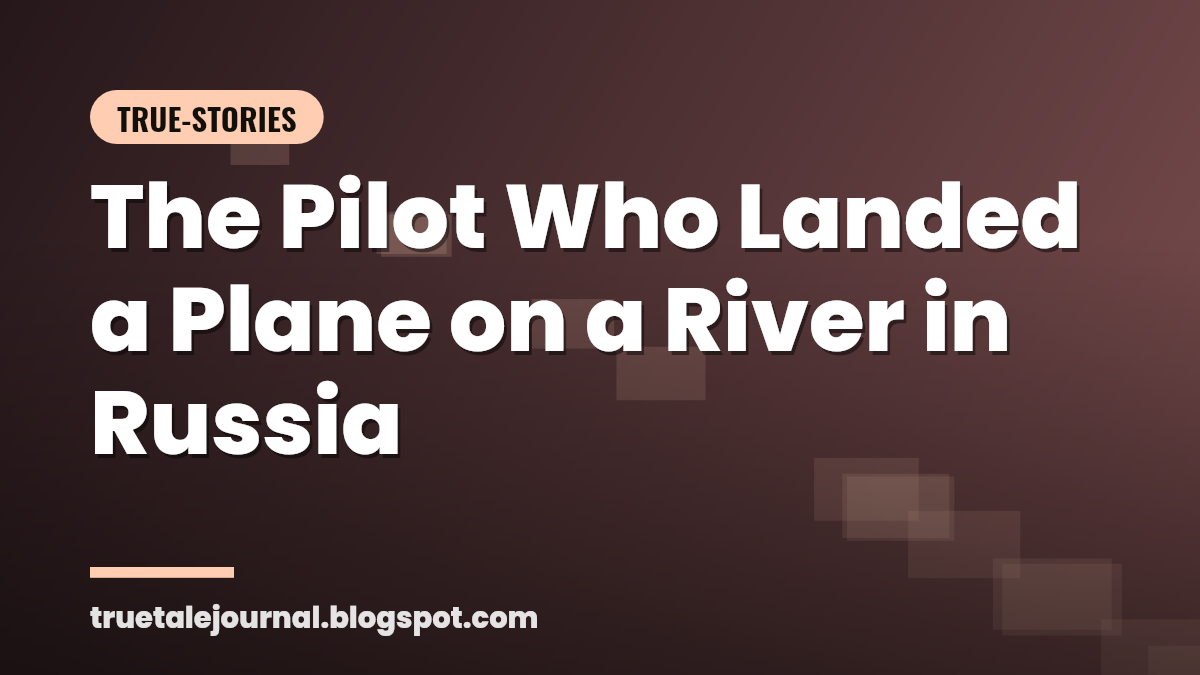 TRUE-STORIES
The Pilot Who Landed
a Plane on a River in
Russia
truetalejournal.blogspot.com